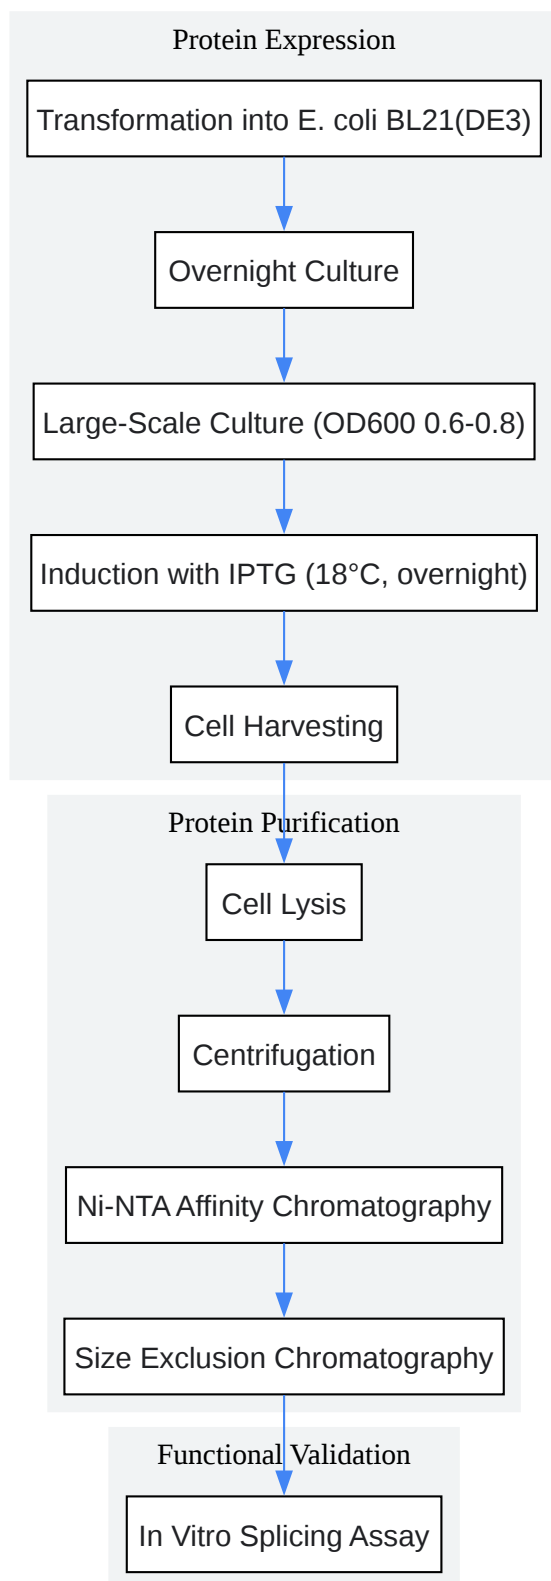 Protein Expression
Transformation into E. coli BL21(DE3)
Overnight Culture
Large-Scale Culture (OD600 0.6-0.8)
Induction with IPTG (18°C, overnight)
Cell Harvesting
Protein Purification
Cell Lysis
Centrifugation
Ni-NTA Affinity Chromatography
Size Exclusion Chromatography
Functional Validation
In Vitro Splicing Assay